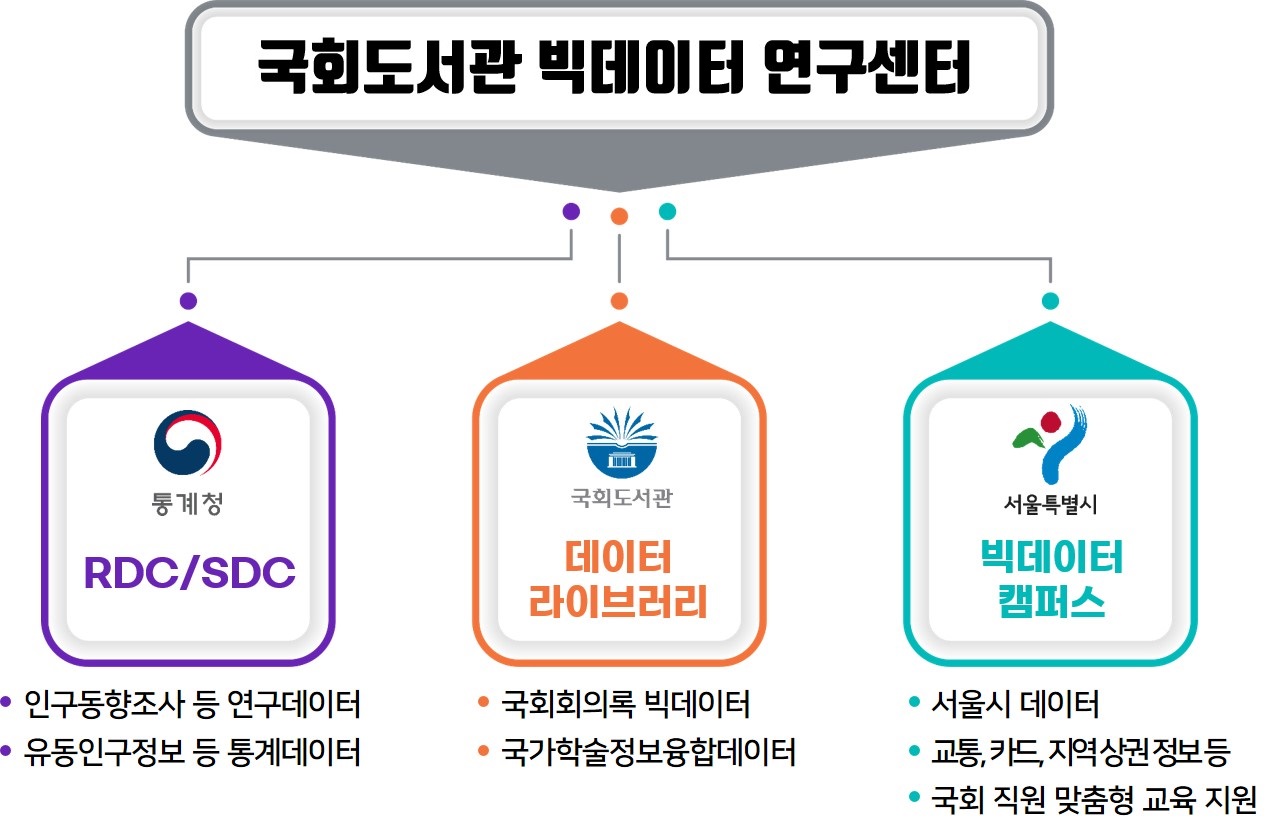 국회도서관 빅데이터 연구센터
통계청
RDC/SDC
인구동향조사 등 연구데이터
유동인구정보 등 통계데이터
국회도서관
데이터
라이브러리
국회회의록 빅데이터
국가학술정보융합데이터
서울특별시
빅데이터
캠퍼스
서울시 데이터
교통, 카드, 지역상권정보등
국회 직원 맞춤형 교육 지원